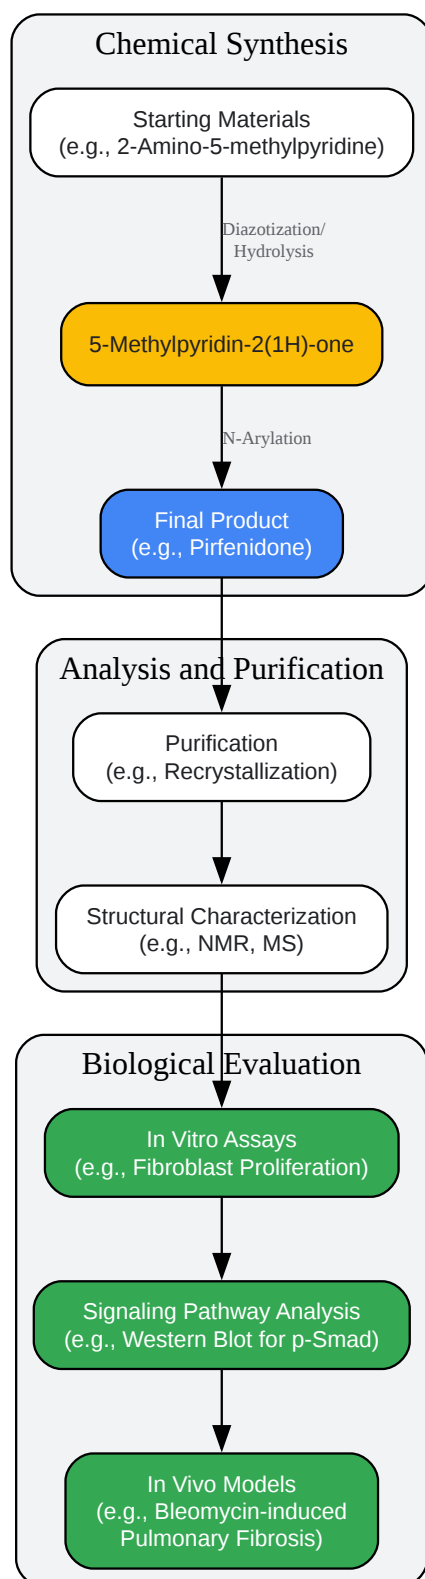 Chemical Synthesis
Starting Materials
(e.g., 2-Amino-5-methylpyridine)
Diazotization/
Hydrolysis
5-Methylpyridin-2(1H)-one
N-Arylation
Final Product
(e.g., Pirfenidone)
Analysis and Purification
Purification
(e.g., Recrystallization)
Structural Characterization
(e.g., NMR, MS)
Biological Evaluation
In Vitro Assays
(e.g., Fibroblast Proliferation)
Signaling Pathway Analysis
(e.g., Western Blot for p-Smad)
In Vivo Models
(e.g., Bleomycin-induced
Pulmonary Fibrosis)